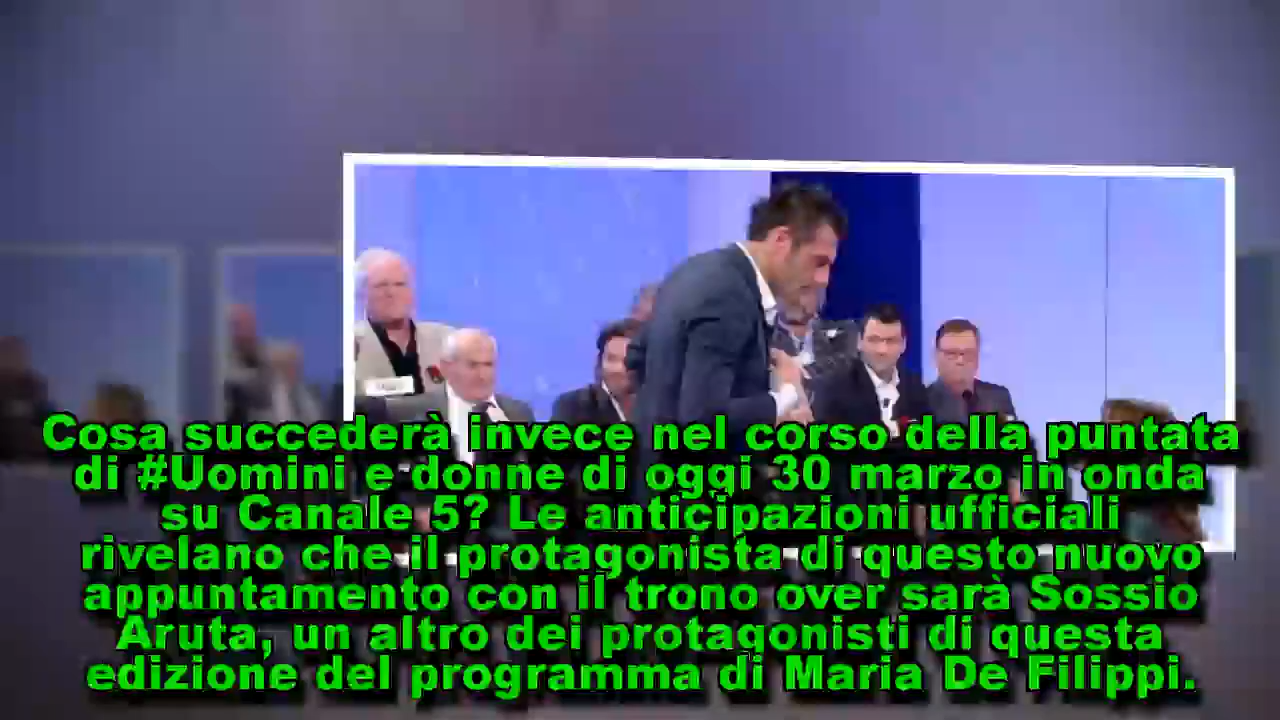 Cosa succederà invece nel corso della puntata
di #Uomini e donne di oggi 30 marzo in onda
su Canale 5? Le anticipazioni ufficiali
rivelano che il protagonista di questo nuovo
appuntamento con il trono over sarà Sossio
Aruta, un altro dei protagonisti di questa
edizione del programma di Maria De Filippi.